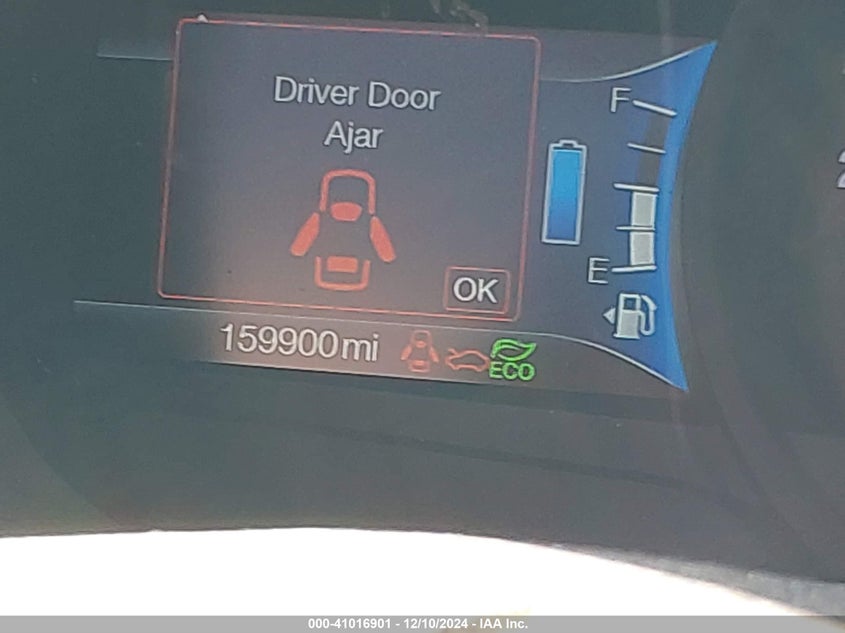 Driver Door
Ajar
OK
F
E
159900mi
ECO
000-41016901 - 12/10/2024 - IAA Inc.